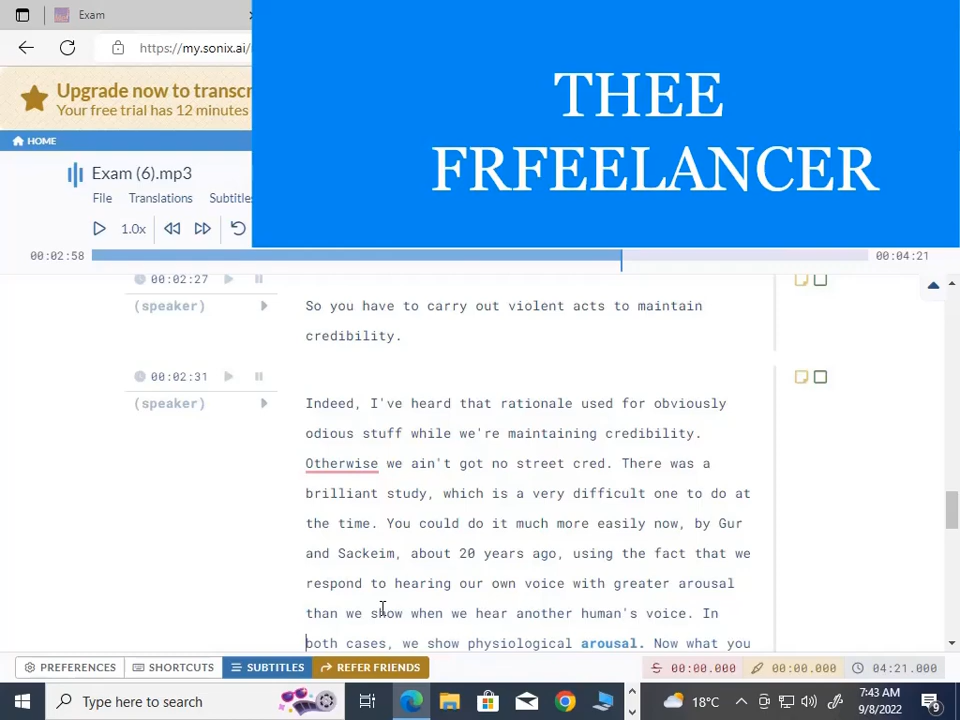 Exam
https://my.sonix.ai/
Upgrade now to transcr
Your free trial has 12 minutes
THEE
FRFEELANCER
HOME
Exam (6).mp3
File Translations Subtitles
1.0x
00:02:58
00:04:21
00:02:27
(speaker)
So you have to carry out violent acts to maintain
credibility.
00:02:31
(speaker)
Indeed, I've heard that rationale used for obviously
odious stuff while we're maintaining credibility.
Otherwise we ain't got no street cred. There was a
brilliant study, which is a very difficult one to do at
the time. You could do it much more easily now, by Gur
and Sackeim, about 20 years ago, using the fact that we
respond to hearing our own voice with greater arousal
than we show when we hear another human's voice. In
both cases, we show physiological arousal. Now what you
PREFERENCES SHORTCUTS SUBTITLES REFER FRIENDS 00:00.000 00:00.000 04:21.000
Type here to search
18°C
7:43 AM
9/8/2022
9